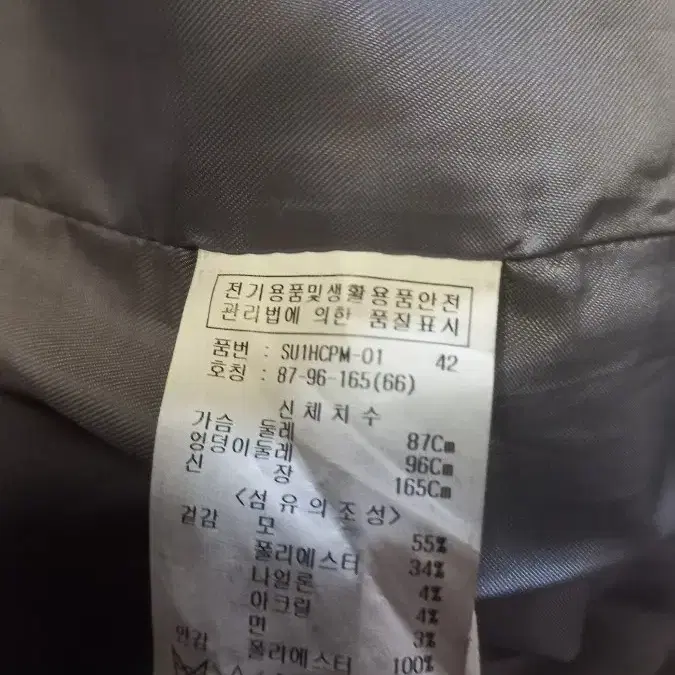 전기용품및생활용품안전
관리법에 의한 품질표시
품번 : SU1HCPM-01 42
호칭 : 87-96-165(66)
신체치수
가슴 둘레 87Cm
엉덩이둘레 96Cm
신 장 165Cm
<섬유의조성>
겉감 모 55%
폴리에스터 34%
나일론 4%
아크릴 4%
면 3%
안감 폴리에스터 100%